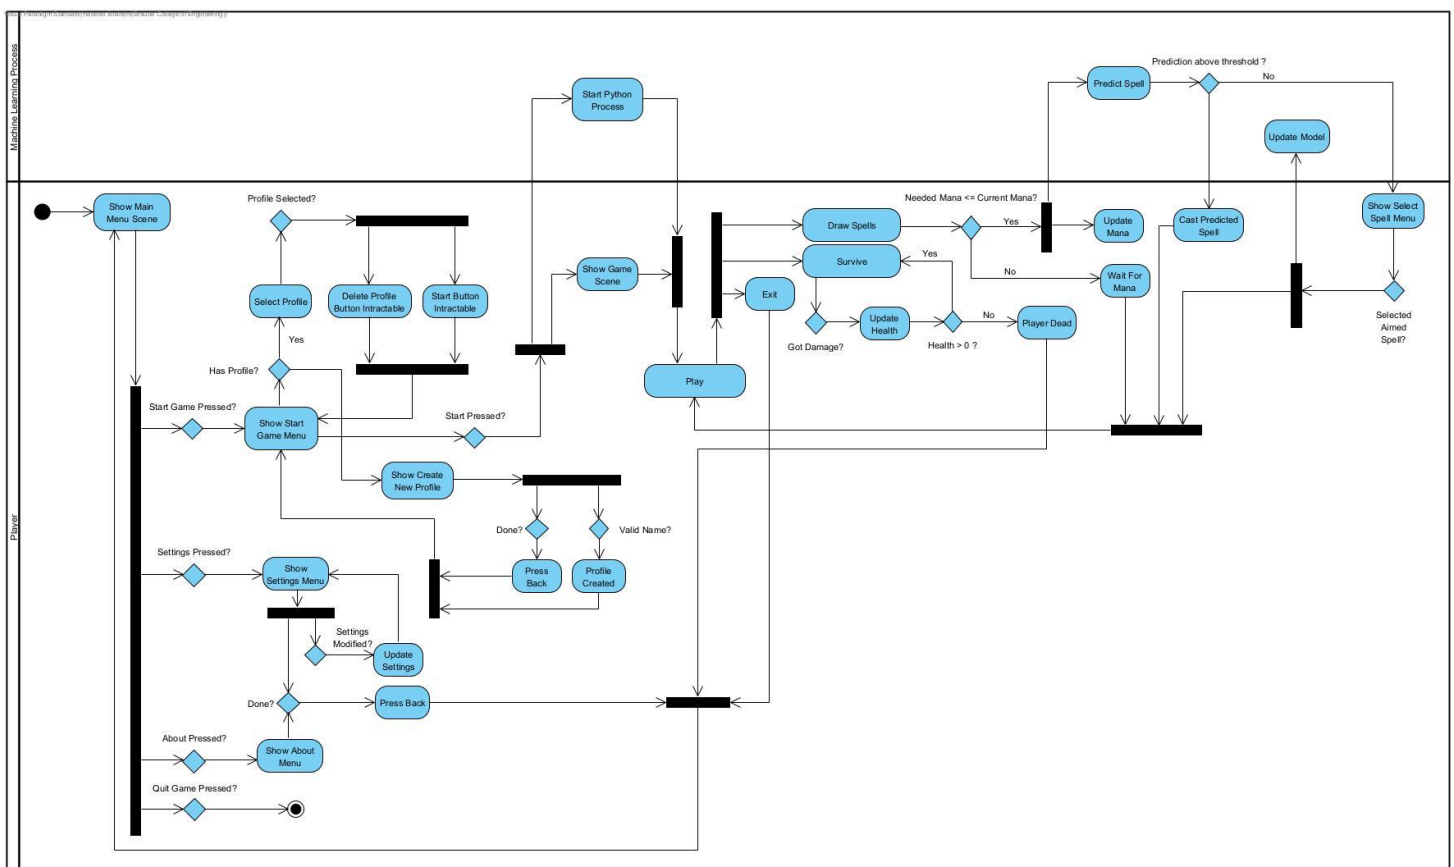 Machine Learning Process
Start Python
Process
Predict Spell
Prediction above threshold ?
No
Update Model
Player
Show Main
Menu Scene
Profile Selected?
Select Profile
Delete Profile
Button Intractable
Start Button
Intractable
Yes
Has Profile?
Start Game Pressed?
Show Start
Game Menu
Start Pressed?
Show Game
Scene
Play
Draw Spells
Survive
Exit
Got Damage?
Update
Health
Yes
Health > 0 ?
No
Player Dead
Needed Mana <= Current Mana?
Yes
No
Update
Mana
Wait For
Mana
Cast Predicted
Spell
Show Select
Spell Menu
Selected
Aimed
Spell?
Show Create
New Profile
Done?
Valid Name?
Press
Back
Profile
Created
Settings Pressed?
Show
Settings Menu
Settings
Modified?
Update
Settings
Done?
Press Back
About Pressed?
Show About
Menu
Quit Game Pressed?